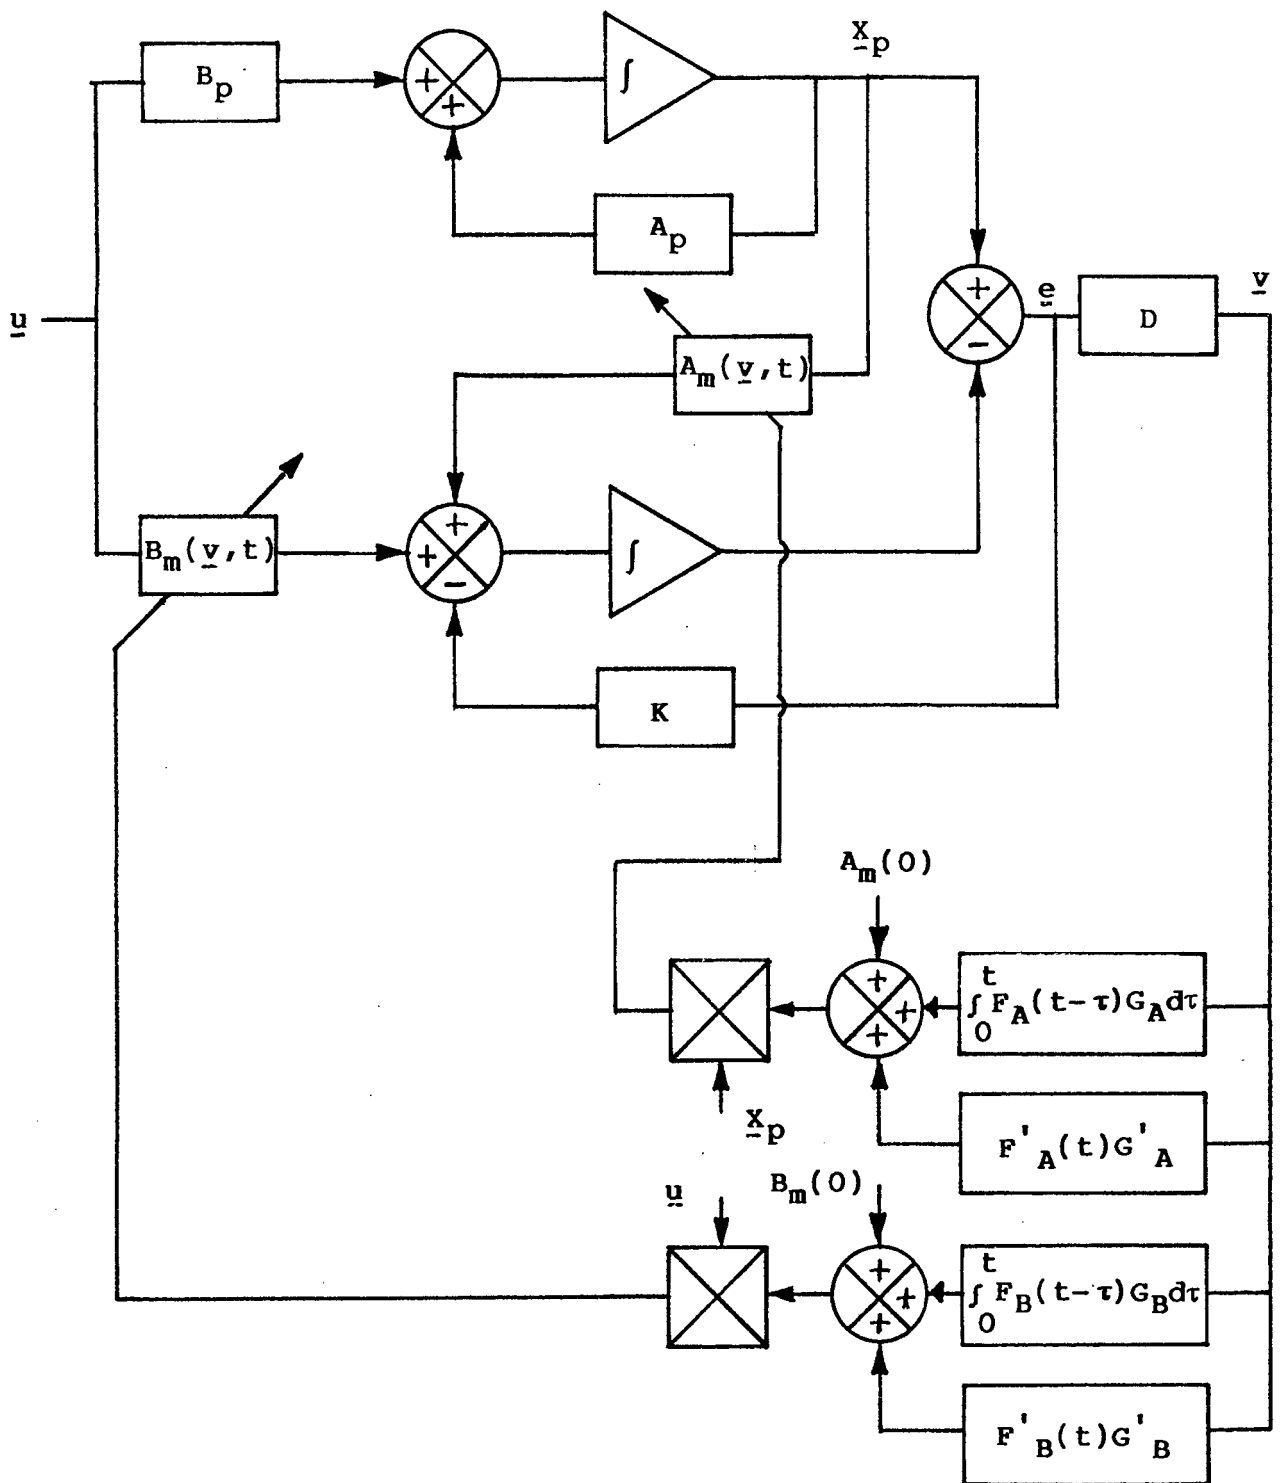 X_p
B_p
+
+
∫
A_p
u
+
-
e
D
v
A_m(v,t)
B_m(v,t)
+
+
-
∫
K
A_m(0)
+
+
+
∫_0^t F_A(t-τ)G_A dτ
X_p
F'_A(t)G'_A
u
B_m(0)
+
+
+
∫_0^t F_B(t-τ)G_B dτ
F'_B(t)G'_B